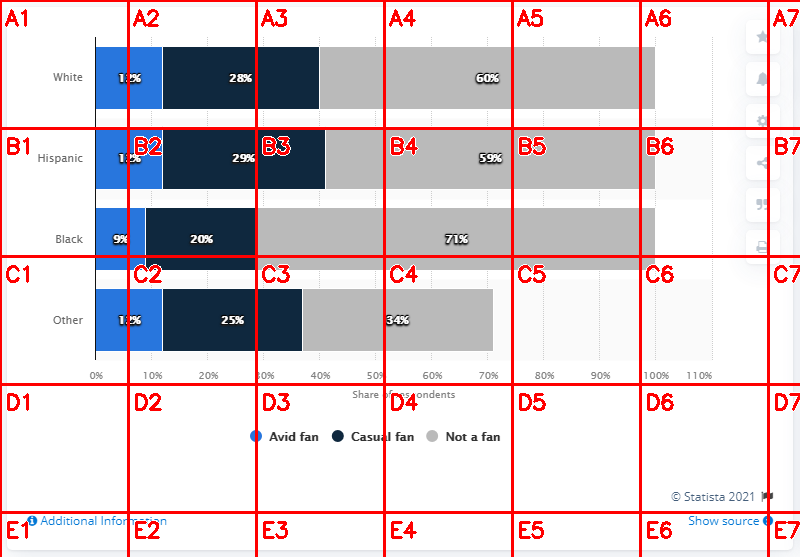 A1 A2 A3 A4 A5 A6 A7
White 12% 28% 60%
B1 B2 B3 B4 B5 B6 B7
Hispanic 12% 29% 59%
Black 9% 20% 71%
C1 C2 C3 C4 C5 C6 C7
Other 12% 25% 34%
0% 10% 20% 30% 40% 50% 60% 70% 80% 90% 100% 110%
Share of respondents
D1 D2 D3 D4 D5 D6 D7
Avid fan Casual fan Not a fan
© Statista 2021
Additional Information Show source
E1 E2 E3 E4 E5 E6 E7